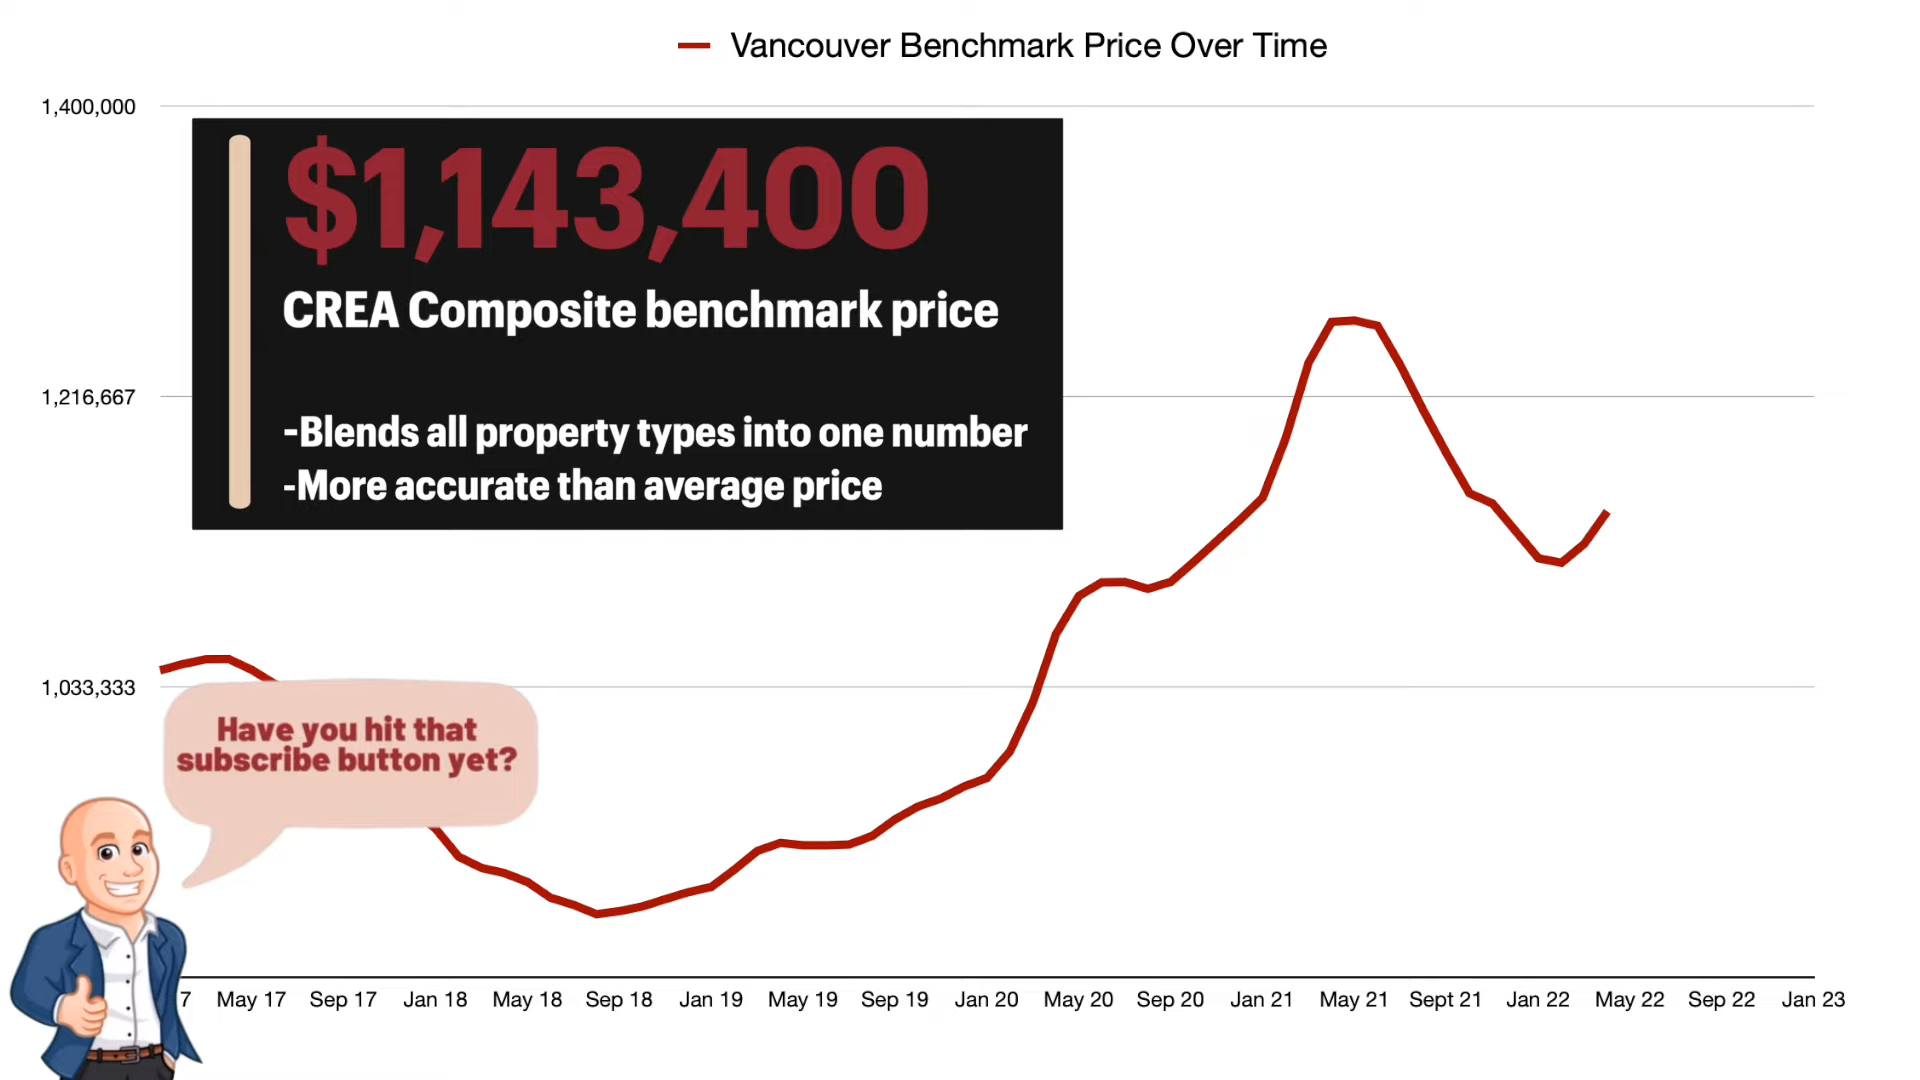 Vancouver Benchmark Price Over Time
1,400,000
$1,143,400
CREA Composite benchmark price
1,216,667
-Blends all property types into one number
-More accurate than average price
1,033,333
Have you hit that
subscribe button yet?
7 May 17 Sep 17 Jan 18 May 18 Sep 18 Jan 19 May 19 Sep 19 Jan 20 May 20 Sep 20 Jan 21 May 21 Sept 21 Jan 22 May 22 Sep 22 Jan 23